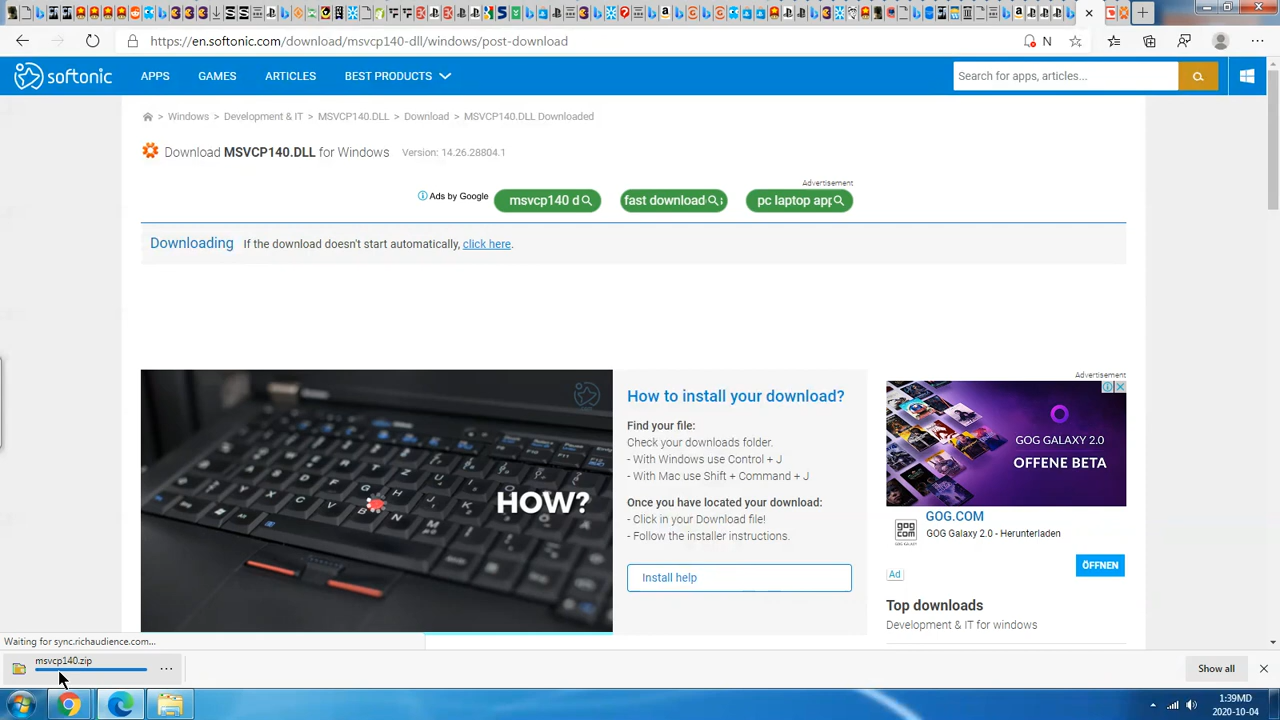 https://en.softonic.com/download/msvcp140-dll/windows/post-download
N
softonic
APPS
GAMES
ARTICLES
BEST PRODUCTS
Search for apps, articles...
> Windows > Development & IT > MSVCP140.DLL > Download > MSVCP140.DLL Downloaded
Download MSVCP140.DLL for Windows
Version: 14.26.28804.1
Advertisement
Ads by Google
msvcp140 d
fast download
pc laptop app
Downloading
If the download doesn't start automatically, click here.
Advertisement
HOW?
How to install your download?
Find your file:
Check your downloads folder.
- With Windows use Control + J
- With Mac use Shift + Command + J
Once you have located your download:
- Click in your Download file!
- Follow the installer instructions.
Install help
GOG GALAXY 2.0
OFFENE BETA
GOG.COM
gog
com
GOG Galaxy 2.0 - Herunterladen
ÖFFNEN
Ad
Top downloads
Development & IT for windows
Waiting for sync.richaudience.com...
msvcp140.zip
Show all
1:39MD
2020-10-04